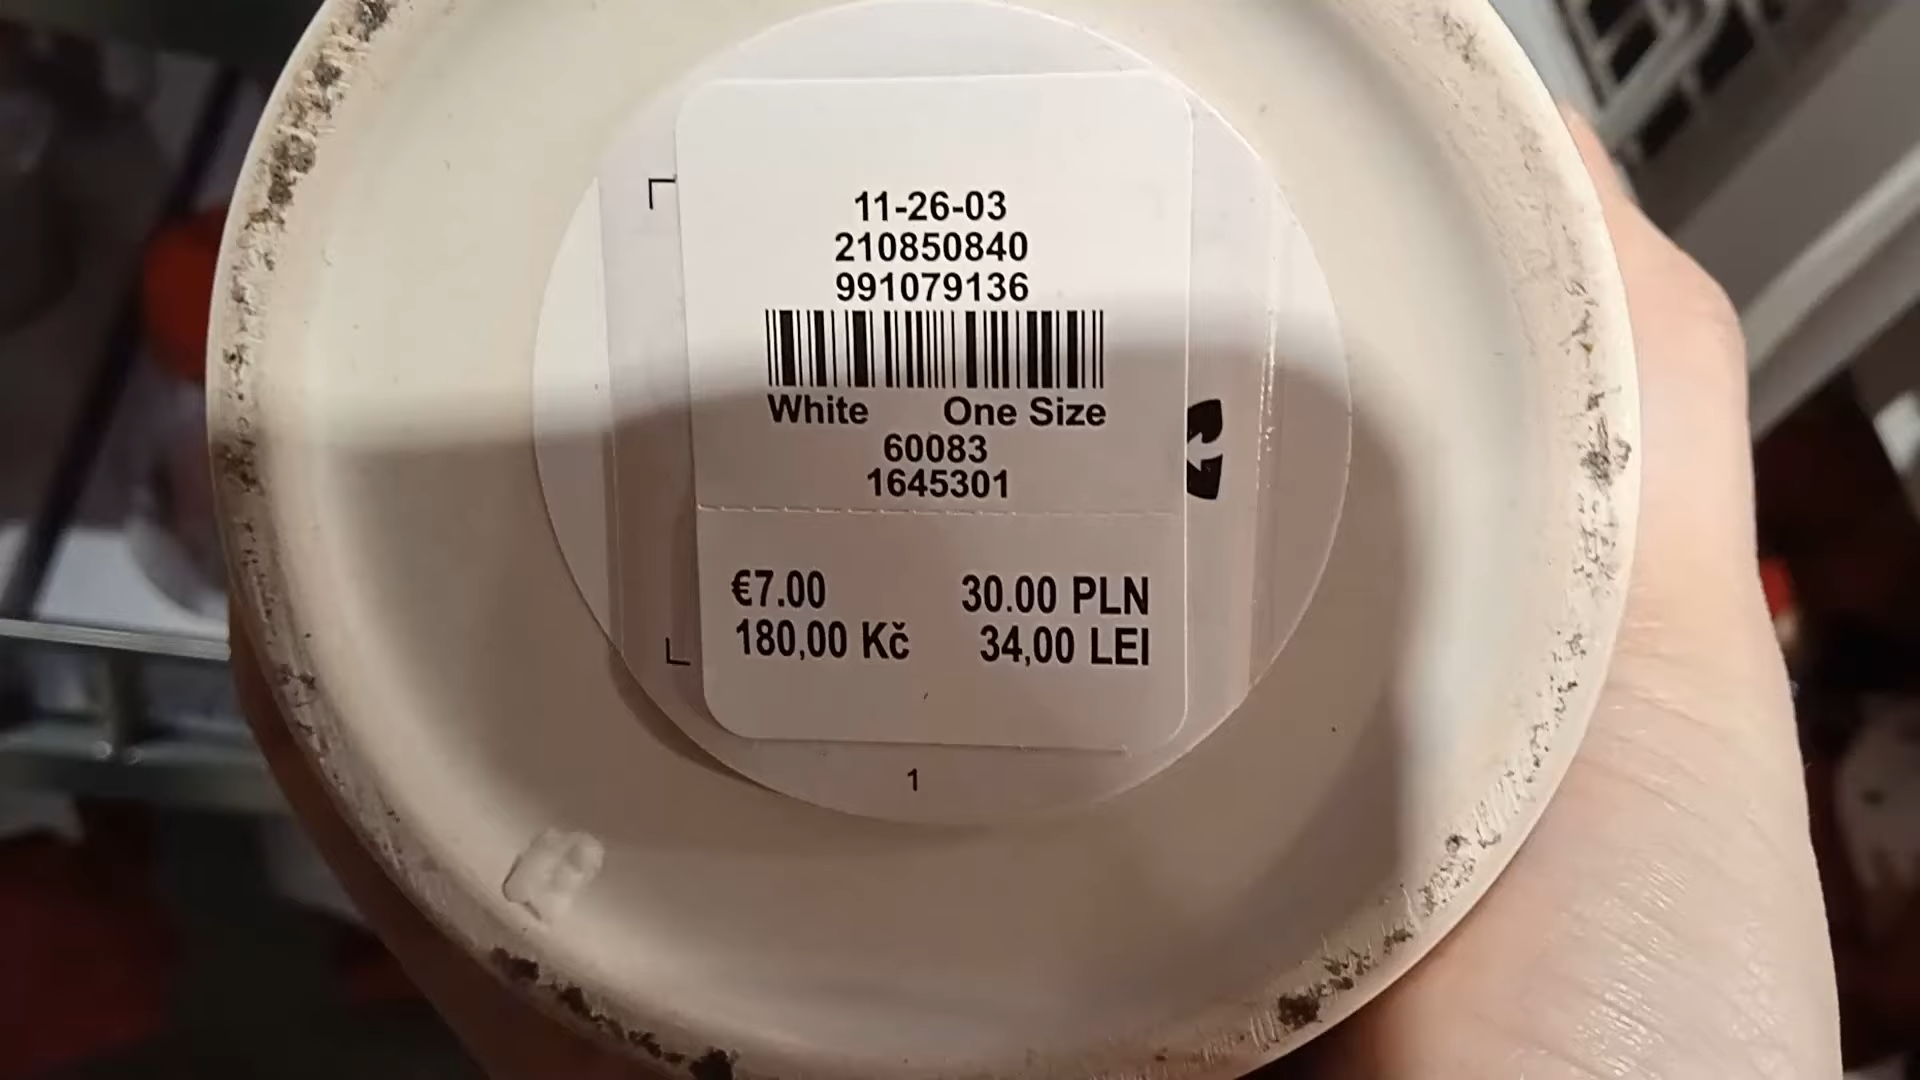 11-26-03
210850840
991079136
White One Size
60083
1645301
€7.00 30.00 PLN
180,00 Kč 34,00 LEI
1